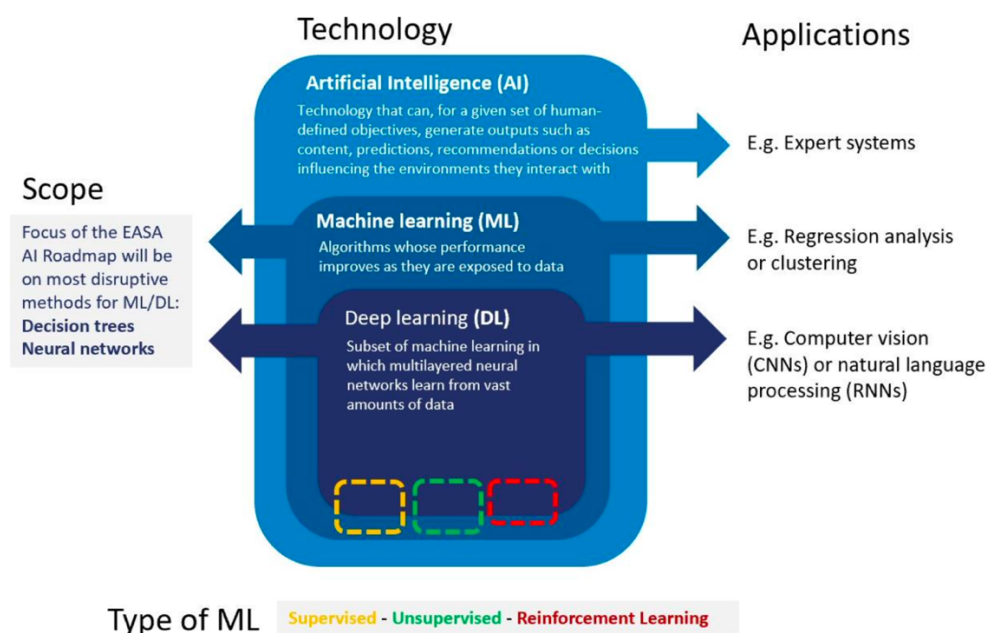 Technology
Applications
Artificial Intelligence (AI)
Technology that can, for a given set of human-
defined objectives, generate outputs such as
content, predictions, recommendations or decisions
influencing the environments they interact with
E.g. Expert systems
Scope
Focus of the EASA
AI Roadmap will be
on most disruptive
methods for ML/DL:
Decision trees
Neural networks
Machine learning (ML)
Algorithms whose performance
improves as they are exposed to data
E.g. Regression analysis
or clustering
Deep learning (DL)
Subset of machine learning in
which multilayered neural
networks learn from vast
amounts of data
E.g. Computer vision
(CNNs) or natural language
processing (RNNs)
Type of ML
Supervised - Unsupervised - Reinforcement Learning